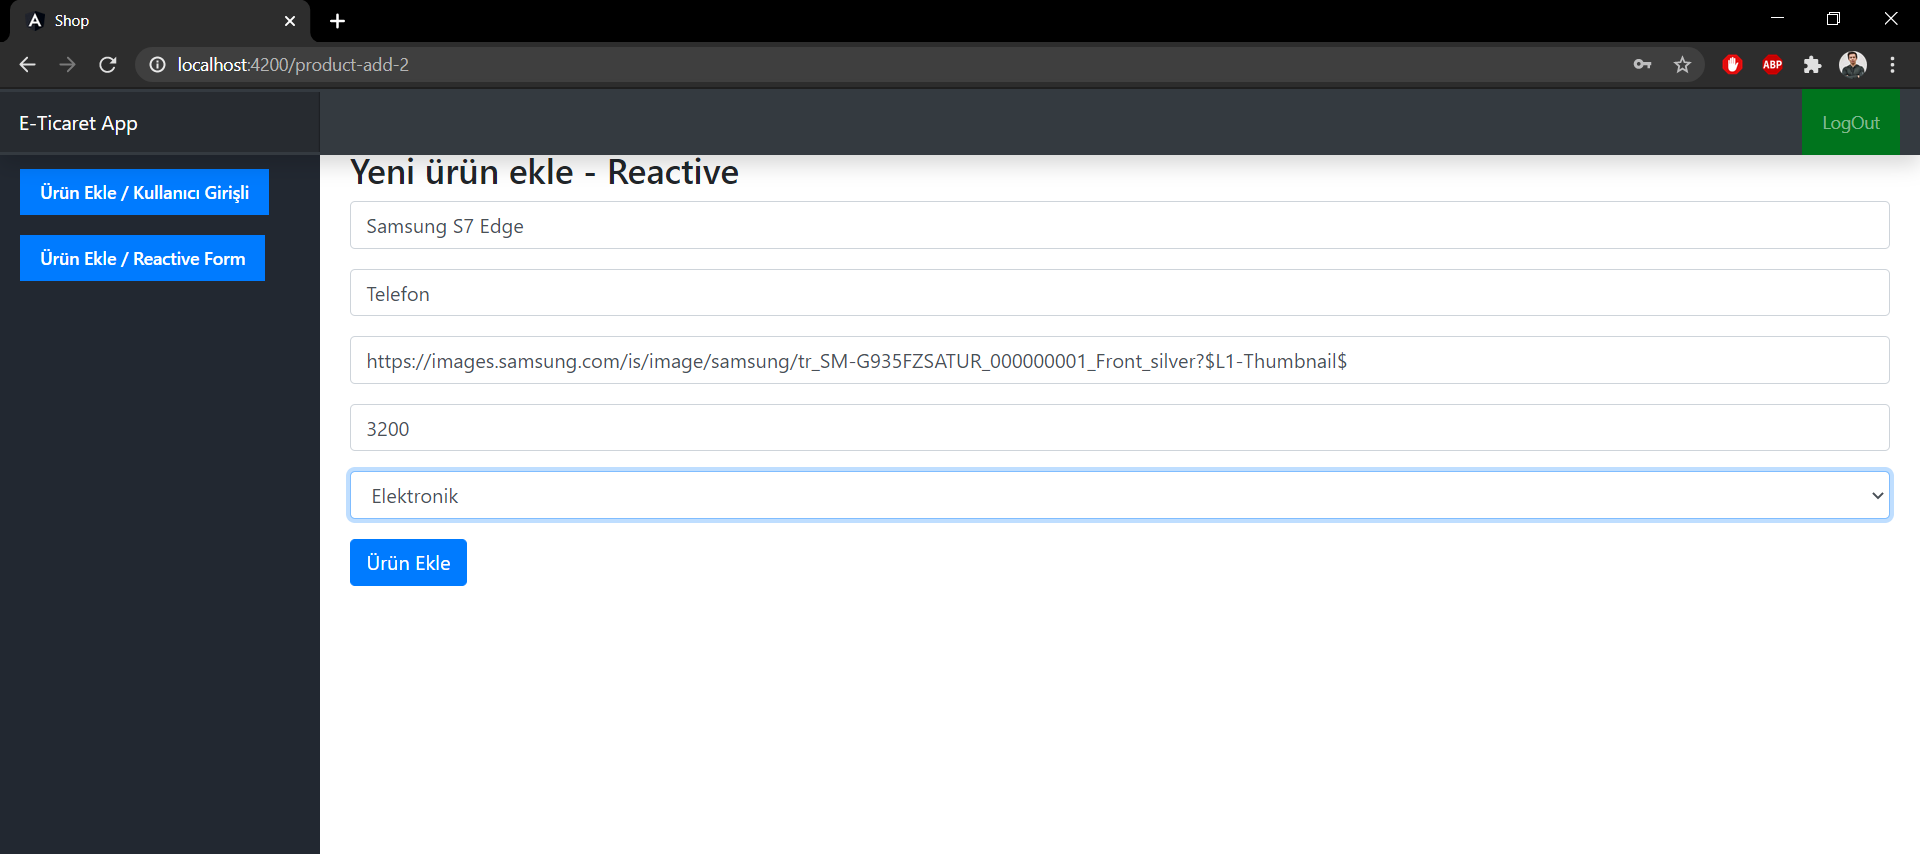 Shop
localhost:4200/product-add-2
ABP
E-Ticaret App
LogOut
Ürün Ekle / Kullanıcı Girişli
Ürün Ekle / Reactive Form
Yeni ürün ekle - Reactive
Samsung S7 Edge
Telefon
https://images.samsung.com/is/image/samsung/tr_SM-G935FZSATUR_000000001_Front_silver?$L1-Thumbnail$
3200
Elektronik
Ürün Ekle